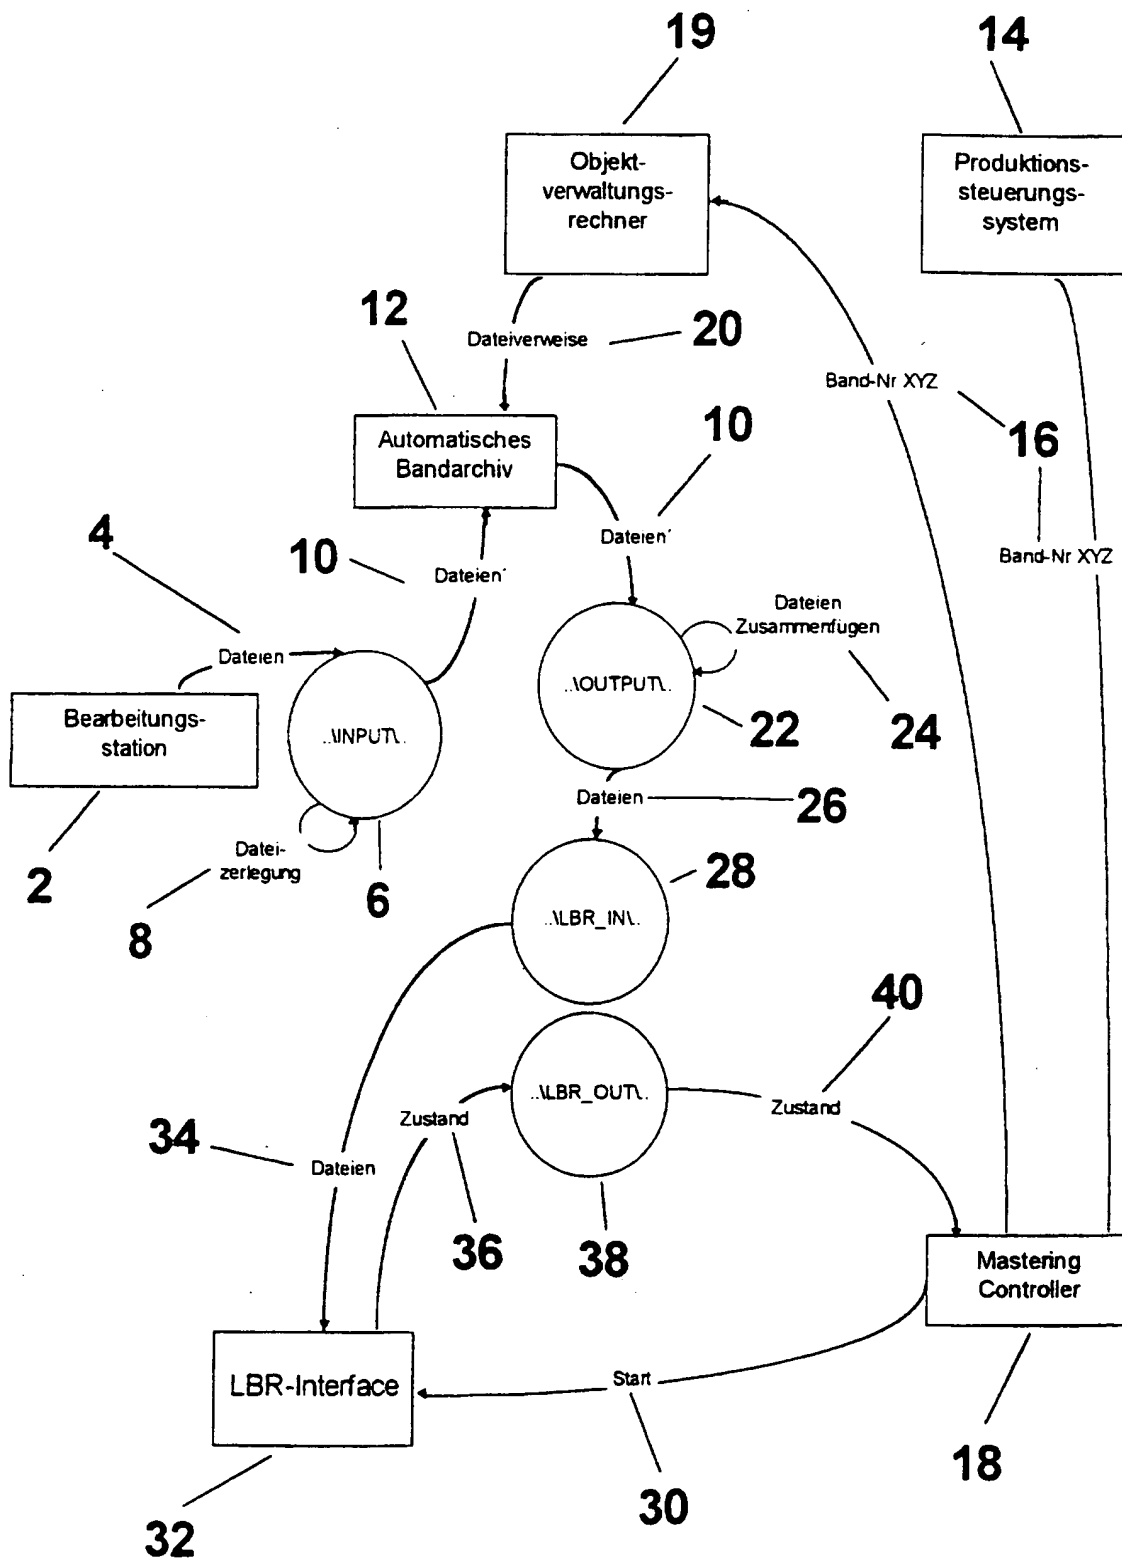 19
14
Objekt-
verwaltungs-
rechner
Produktions-
steuerungs-
system
12
Dateiverweise
20
Band-Nr XYZ
Automatisches
Bandarchiv
10
16
4
10
Dateien´
Dateien´
Band-Nr XYZ
Dateien
Dateien
Zusammenfügen
Bearbeitungs-
station
..\INPUT\..
..\OUTPUT\..
22
24
Dateien
26
2
8
Datei-
zerlegung
6
28
..\LBR_IN\..
40
..\LBR_OUT\..
34
Zustand
Zustand
Dateien
36
38
Mastering
Controller
LBR-Interface
Start
18
30
32